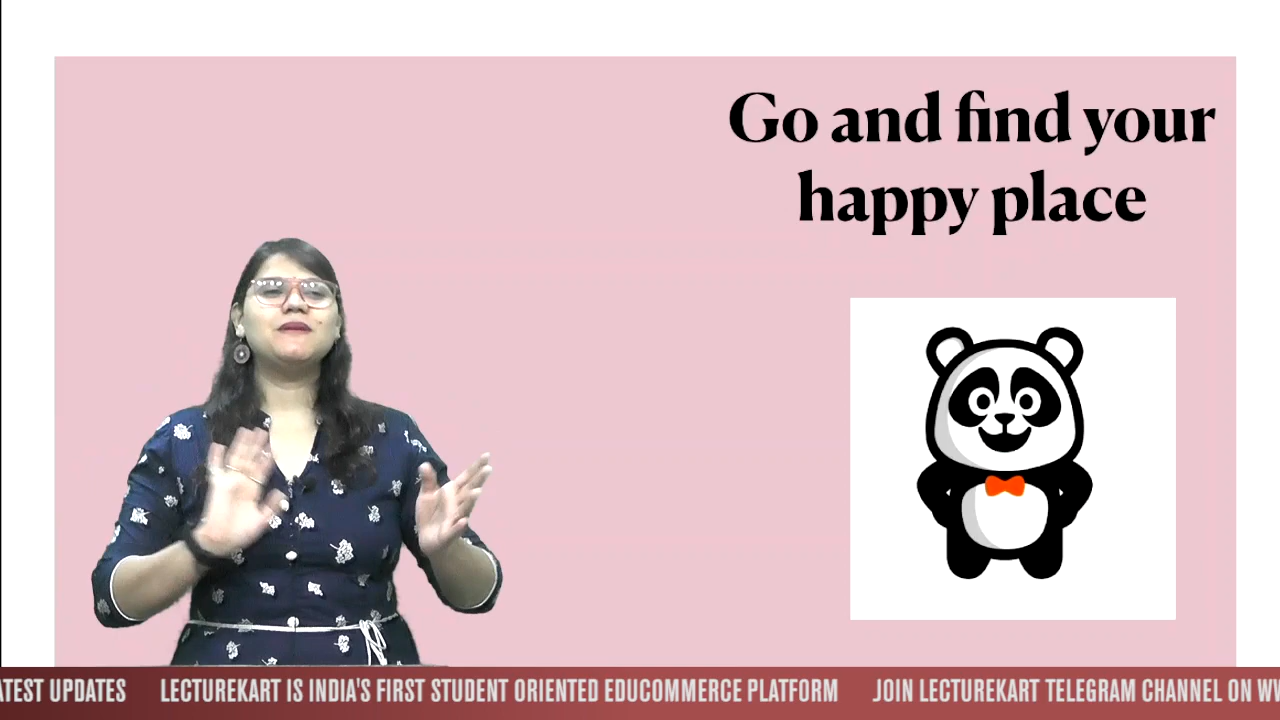 Go and find your
happy place
ATEST UPDATES LECTUREKART IS INDIA'S FIRST STUDENT ORIENTED EDUCOMMERCE PLATFORM JOIN LECTUREKART TELEGRAM CHANNEL ON